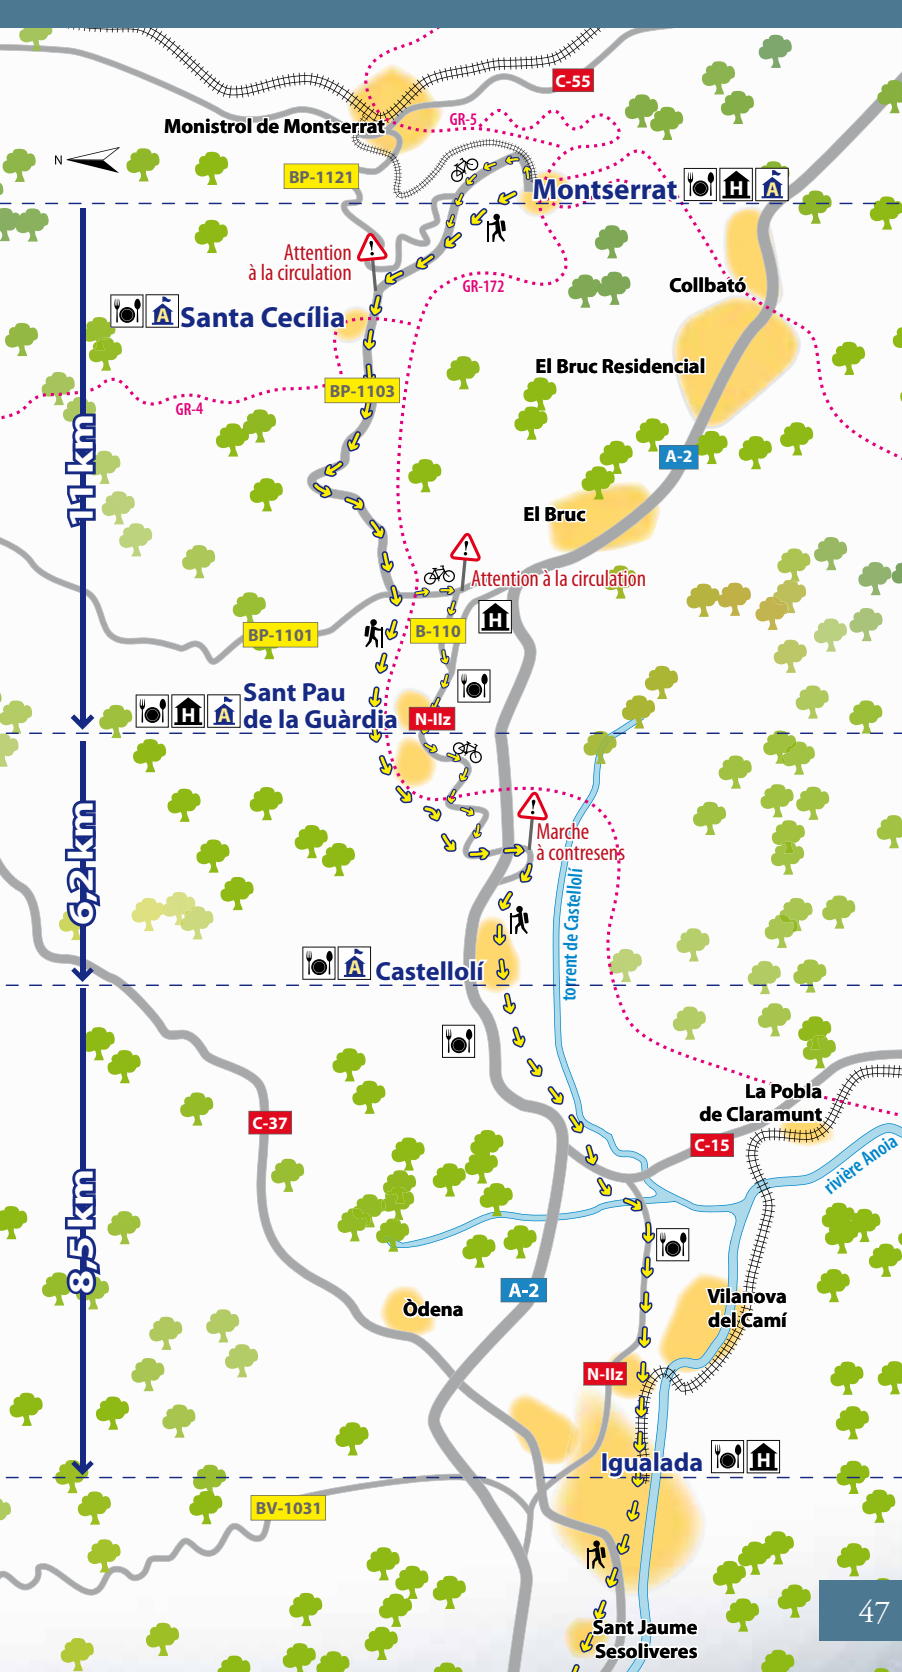 C-55
GR-5
Monistrol de Montserrat
N
BP-1121
Montserrat
H
A
Attention
à la circulation
GR-172
Collbató
A
Santa Cecília
El Bruc Residencial
BP-1103
GR-4
11 km
A-2
El Bruc
Attention à la circulation
H
BP-1101
B-110
Sant Pau
de la Guàrdia
H
A
N-IIz
6,2 km
Marche
à contresens
torrent de Castellolí
A
Castellolí
La Pobla
de Claramunt
C-37
C-15
rivière Anoia
8,5 km
A-2
Òdena
Vilanova
del Camí
N-IIz
Igualada
H
BV-1031
47
Sant Jaume
Sesoliveres